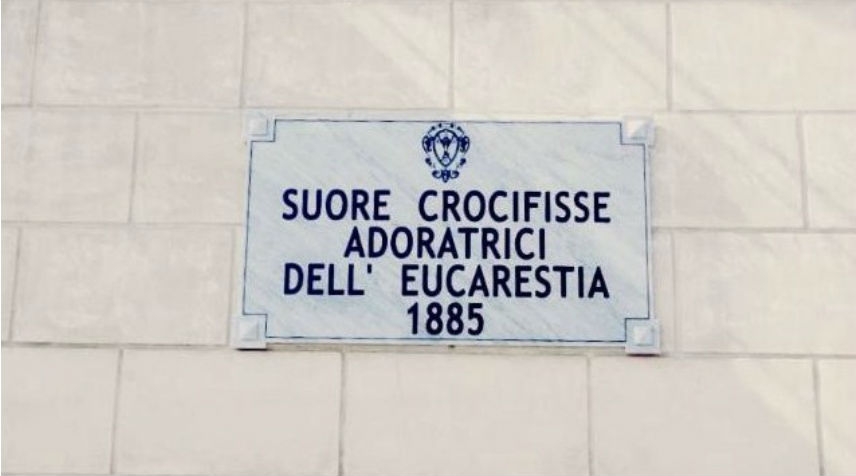 SUORE CROCIFISSE
ADORATRICI
DELL' EUCARESTIA
1885